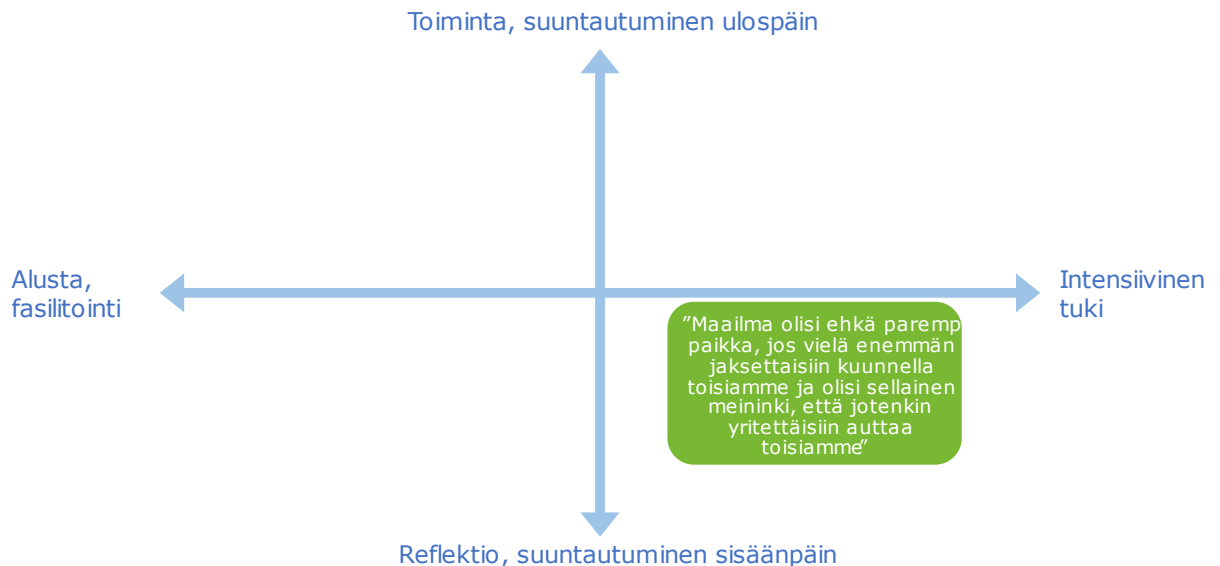 Toiminta, suuntautuminen ulospäin
Alusta,
fasilitointi
Intensiivinen
tuki
"Maailma olisi ehkä paremp
paikka, jos vielä enemmän
jaksettaisiin kuunnella
toisiamme ja olisi sellainen
meininki, että jotenkin
yritettäisiin auttaa
toisiamme"
Reflektio, suuntautuminen sisäänpäin